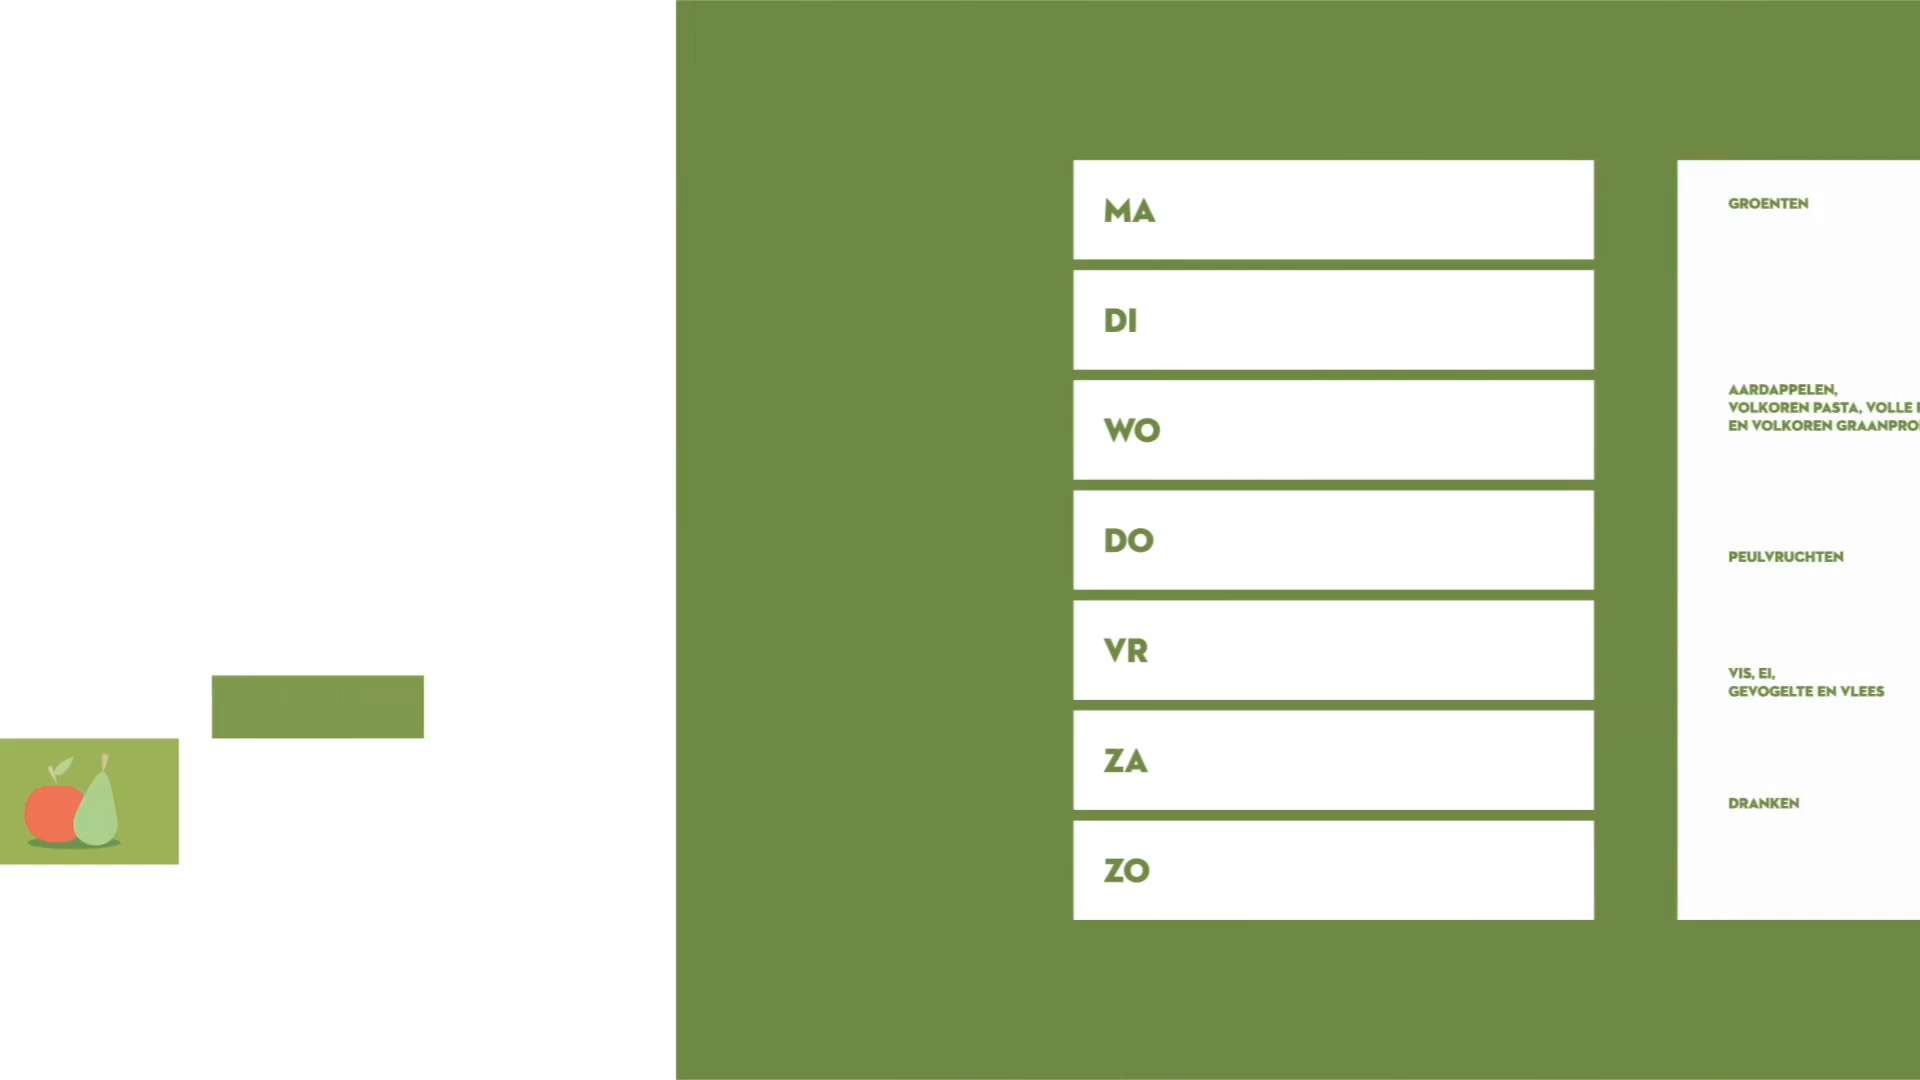 MA
DI
WO
DO
VR
ZA
ZO
GROENTEN
AARDAPPELEN,
VOLKOREN PASTA, VOLLE
EN VOLKOREN
PEULVRUCHTEN
VIS, EI,
GEVOGELTE EN VLEES
DRANKEN